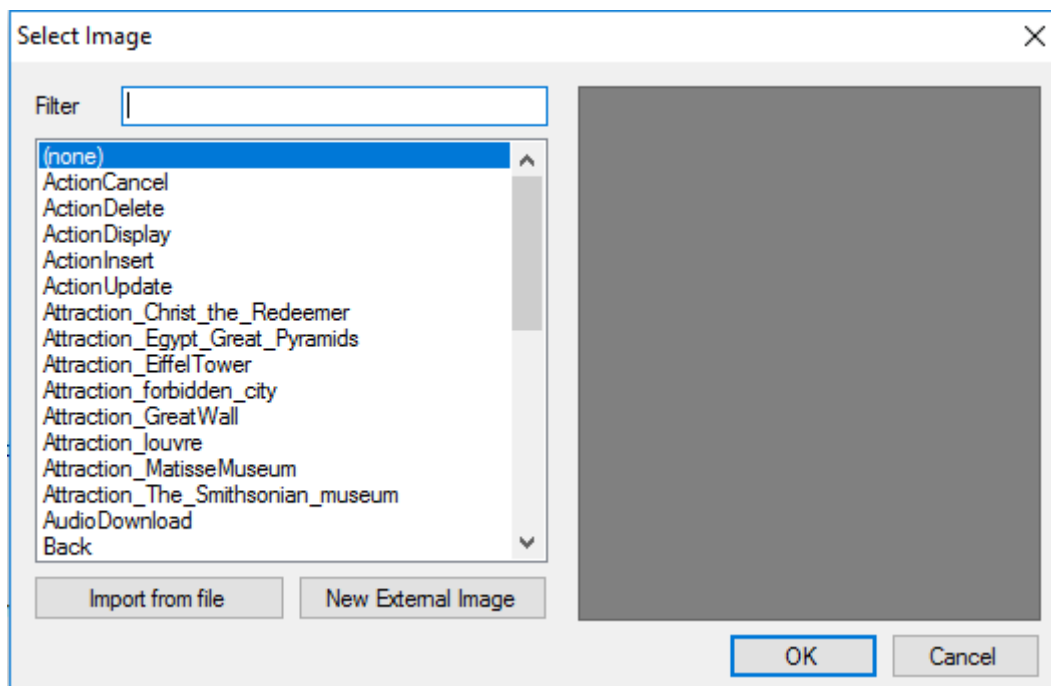 Select Image
Filter
(none)
ActionCancel
ActionDelete
ActionDisplay
ActionInsert
ActionUpdate
Attraction_Christ_the_Redeemer
Attraction_Egypt_Great_Pyramids
Attraction_EiffelTower
Attraction_forbidden_city
Attraction_GreatWall
Attraction_louvre
Attraction_MatisseMuseum
Attraction_The_Smithsonian_museum
AudioDownload
Back
Import from file New External Image
OK Cancel